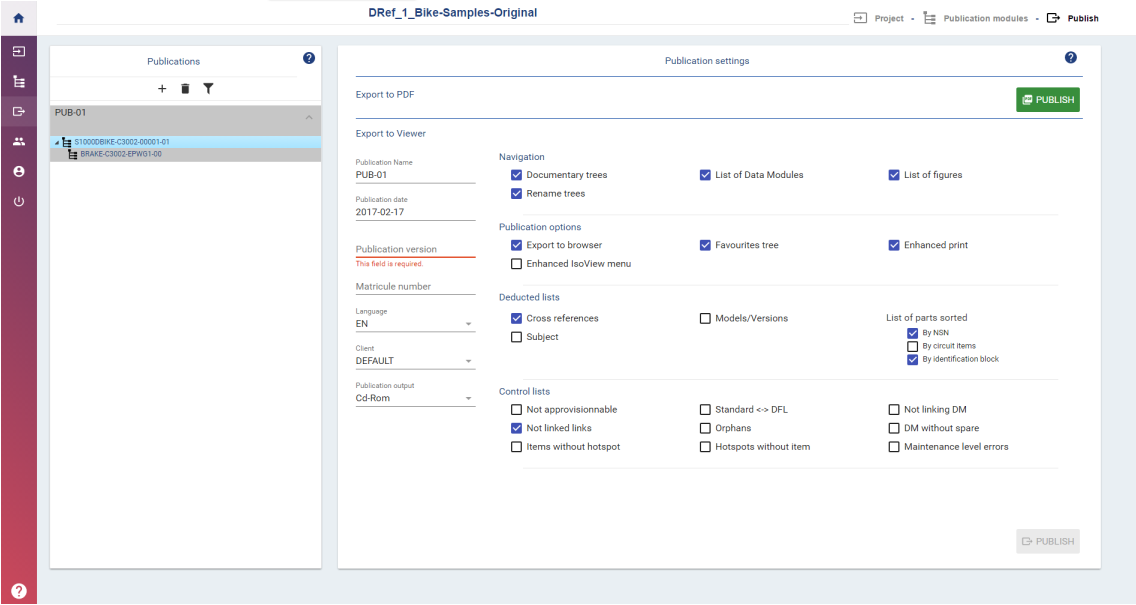 DRef_1_Bike-Samples-Original
Project - Publication modules - Publish
Publications
PUB-01
S1000DBIKE-C3002-00001-01
BRAKE-C3002-EPWG1-00
Publication settings
Export to PDF
PUBLISH
Export to Viewer
Publication Name
PUB-01
Publication date
2017-02-17
Publication version
This field is required.
Matricule number
Language
EN
Client
DEFAULT
Publication output
Cd-Rom
Navigation
Documentary trees
List of Data Modules
List of figures
Rename trees
Publication options
Export to browser
Favourites tree
Enhanced print
Enhanced IsoView menu
Deducted lists
Cross references
Models/Versions
List of parts sorted
Subject
By NSN
By circuit items
By identification block
Control lists
Not approvisionnable
Standard <-> DFL
Not linking DM
Not linked links
Orphans
DM without spare
Items without hotspot
Hotspots without item
Maintenance level errors
PUBLISH